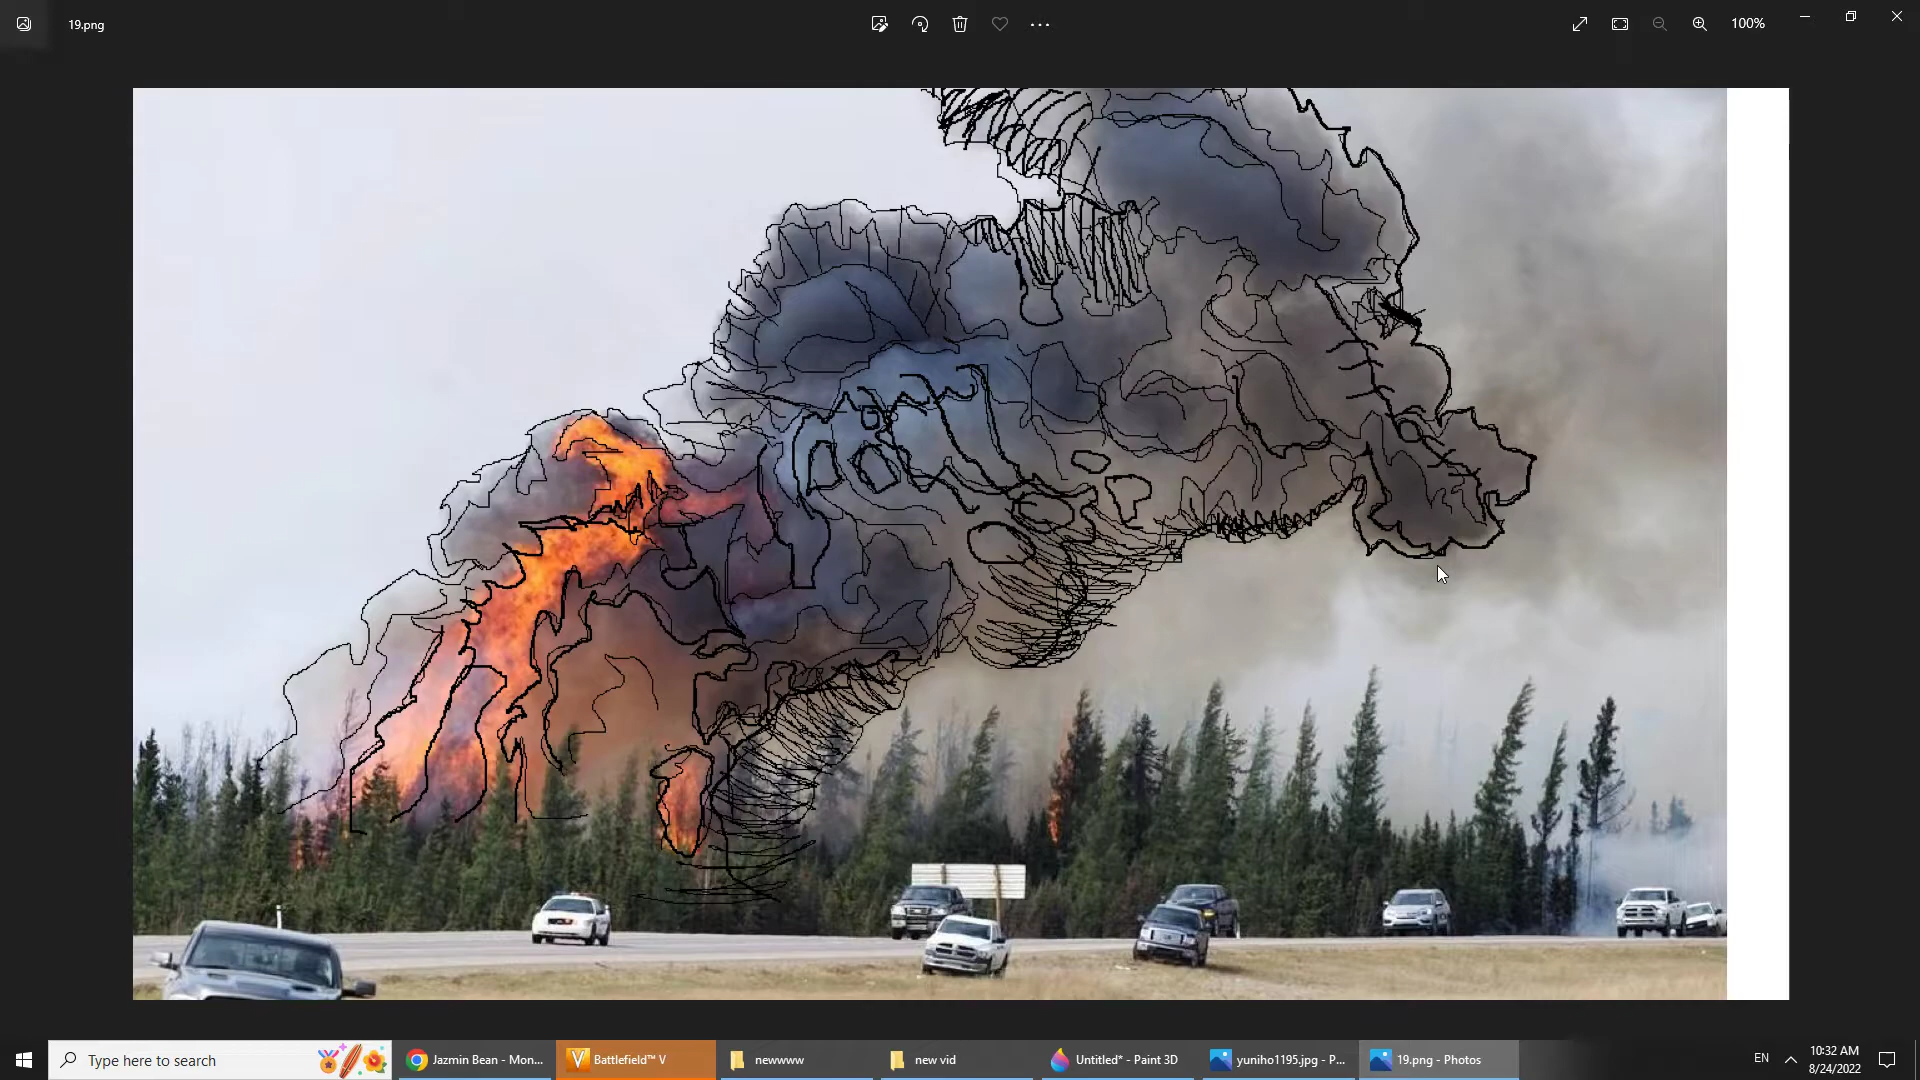 19.png
100%
Type here to search
Jazmin Bean - Mon...
Battlefield™ V
newwww
new vid
Untitled* - Paint 3D
yuniho1195.jpg - P...
19.png - Photos
EN
10:32 AM
8/24/2022